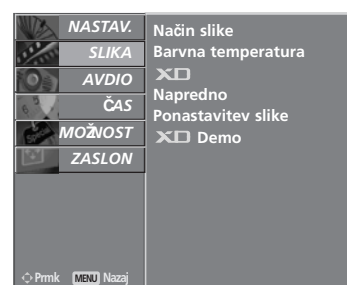 NASTAV.
SLIKA
AVDIO
ČAS
MOŽNOST
ZASLON
Način slike
Barvna temperatura
XD
Napredno
Ponastavitev slike
XD Demo
Prmk MENU Nazaj